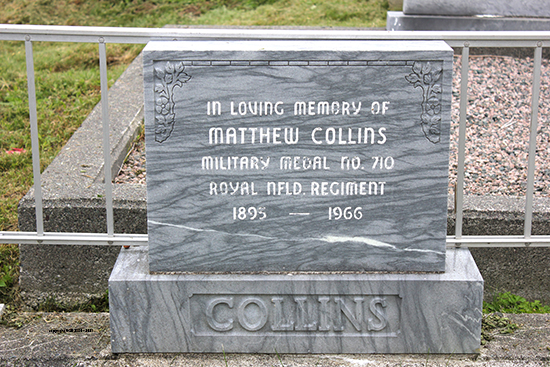 IN LOVING MEMORY OF
MATTHEW COLLINS
MILITARY MEDAL NO. 710
ROYAL NFLD. REGIMENT
1895 — 1966
COLLINS